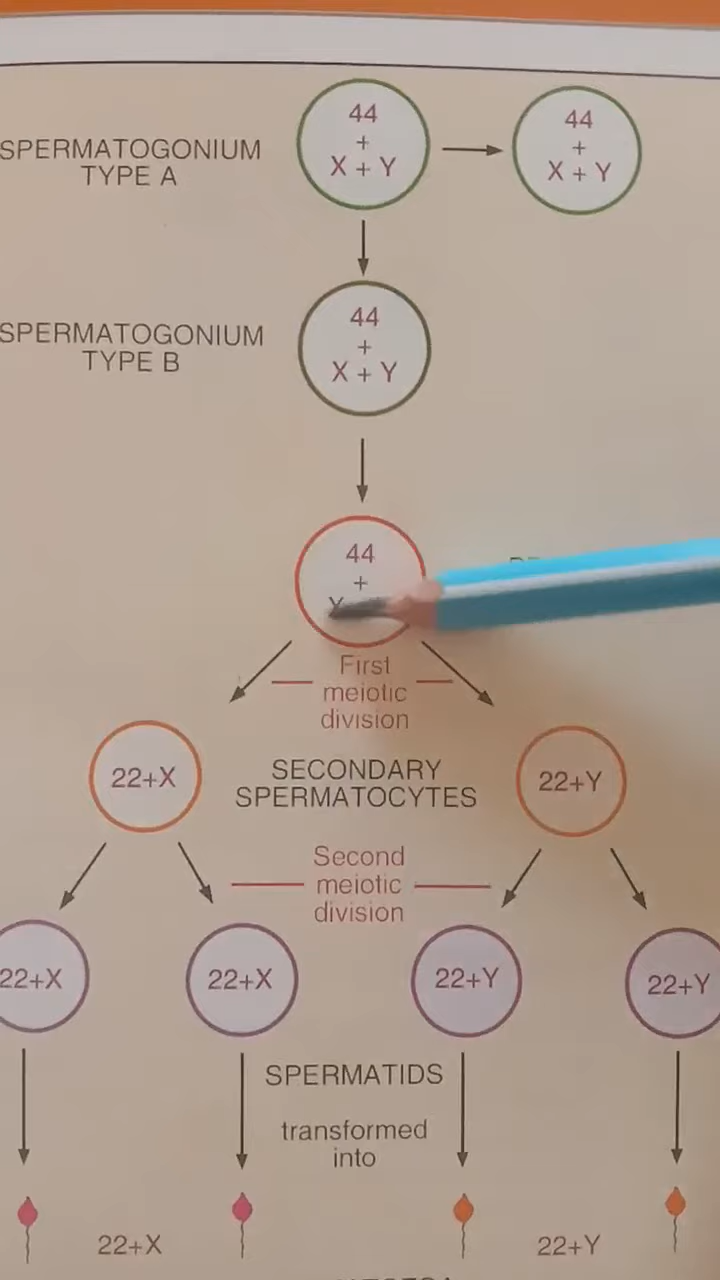 SPERMATOGONIUM
TYPE A
44
+
X + Y
44
+
X + Y
SPERMATOGONIUM
TYPE B
44
+
X + Y
44
+
First
meiotic
division
22+X
SECONDARY
SPERMATOCYTES
22+Y
Second
meiotic
division
22+X
22+X
22+Y
22+Y
SPERMATIDS
transformed
into
22+X
22+Y